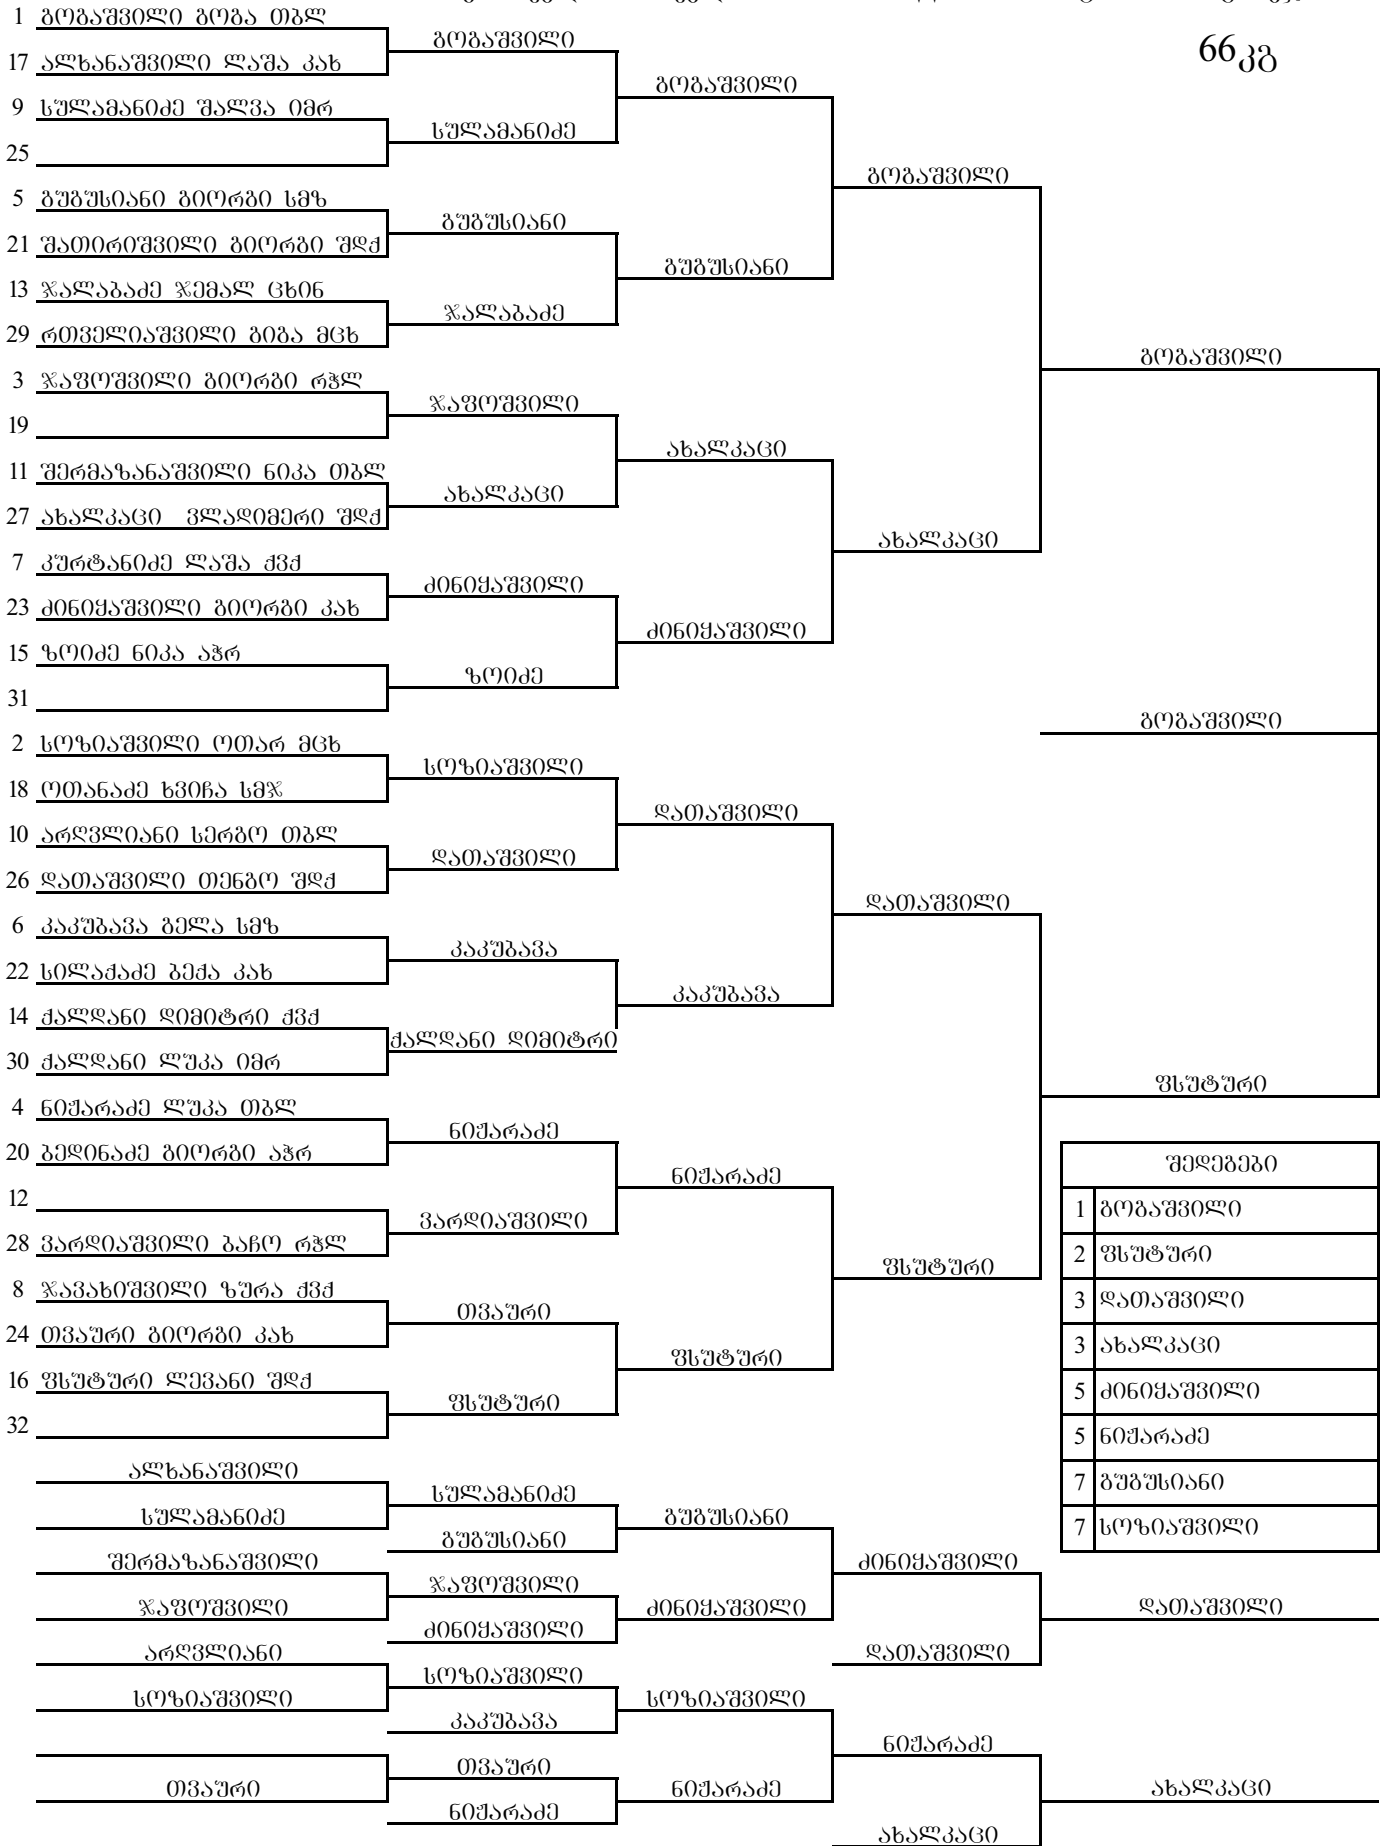 66კგ
1 გოგაშვილი გოგა თბლ
17 ალხანაშვილი ლაშა კახ
9 სულამანიძე შალვა იმრ
25
5 გუგუსიანი გიორგი სმზ
21 შათირიშვილი გიორგი შდქ
13 ჯალაბაძე ჯემალ ცხინ
29 რთველიაშვილი გიგა მცხ
3 ჯაფოშვილი გიორგი რჭლ
19
11 შერმაზანაშვილი ნიკა თბლ
27 ახალკაცი ვლადიმერი შდქ
7 კურტანიძე ლაშა ქვქ
23 ძინიყაშვილი გიორგი კახ
15 ზოიძე ნიკა აჭრ
31
2 სოზიაშვილი ოთარ მცხ
18 ოთანაძე ხვიჩა სმჯ
10 არღვლიანი სერგო თბლ
26 დათაშვილი თენგო შდქ
6 კაკუბავა გელა სმზ
22 სილაქაძე ბექა კახ
14 ქალდანი დიმიტრი ქვქ
30 ქალდანი ლუკა იმრ
4 ნიჟარაძე ლუკა თბლ
20 ბედინაძე გიორგი აჭრ
12
28 ვარდიაშვილი ბაჩო რჭლ
8 ჯავახიშვილი ზურა ქვქ
24 თვაური გიორგი კახ
16 ფსუტური ლევანი შდქ
32
გოგაშვილი
სულამანიძე
გუგუსიანი
ჯალაბაძე
ჯაფოშვილი
ახალკაცი
ძინიყაშვილი
ზოიძე
სოზიაშვილი
დათაშვილი
კაკუბავა
ქალდანი დიმიტრი
ნიჟარაძე
ვარდიაშვილი
თვაური
ფსუტური
გოგაშვილი
გუგუსიანი
ახალკაცი
ძინიყაშვილი
დათაშვილი
კაკუბავა
ნიჟარაძე
ფსუტური
გოგაშვილი
ახალკაცი
დათაშვილი
ფსუტური
გოგაშვილი
გოგაშვილი
ფსუტური
შედეგები
1 გოგაშვილი
2 ფსუტური
3 დათაშვილი
3 ახალკაცი
5 ძინიყაშვილი
5 ნიჟარაძე
7 გუგუსიანი
7 სოზიაშვილი
ალხანაშვილი
სულამანიძე
შერმაზანაშვილი
ჯაფოშვილი
არღვლიანი
სოზიაშვილი
თვაური
სულამანიძე
გუგუსიანი
ჯაფოშვილი
ძინიყაშვილი
სოზიაშვილი
კაკუბავა
თვაური
ნიჟარაძე
გუგუსიანი
ძინიყაშვილი
სოზიაშვილი
ნიჟარაძე
ძინიყაშვილი
დათაშვილი
ნიჟარაძე
ახალკაცი
დათაშვილი
ახალკაცი